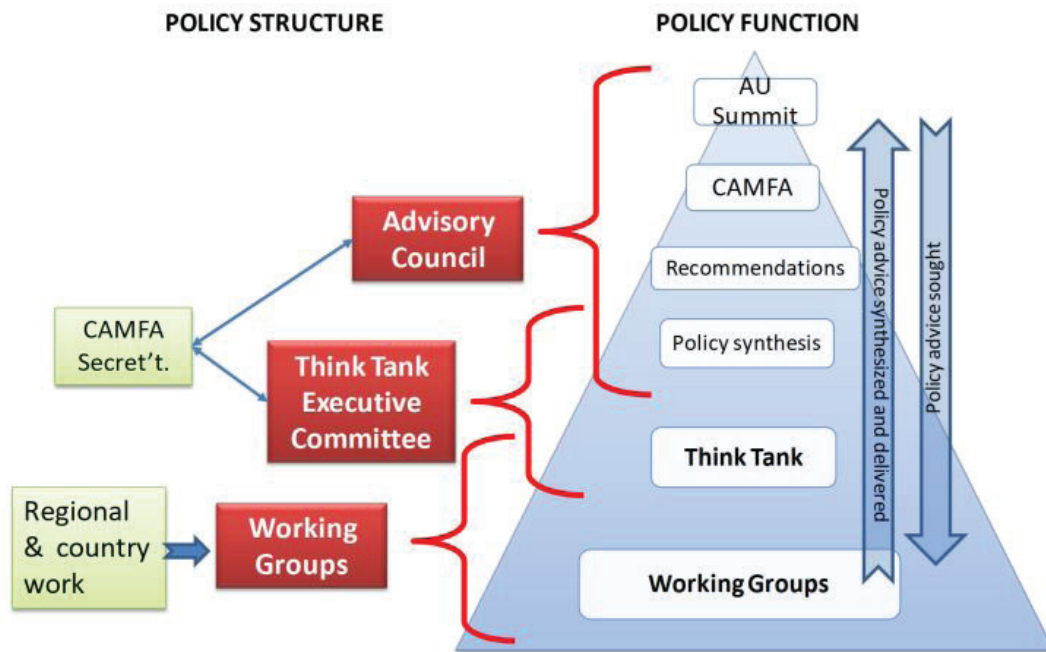 POLICY STRUCTURE
POLICY FUNCTION
AU
Summit
CAMFA
Advisory
Council
Recommendations
CAMFA
Secret’t.
Policy synthesis
Think Tank
Executive
Committee
Think Tank
Regional
& country
work
Working
Groups
Working Groups
Policy advice synthesized and delivered
Policy advice sought